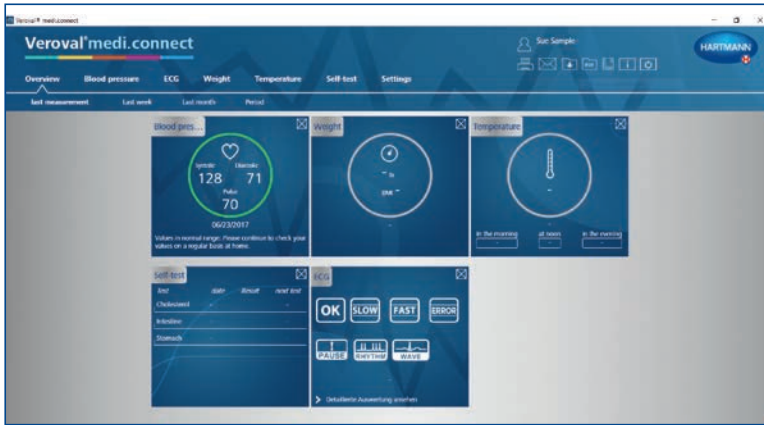 Veroval® medi.connect
Veroval® medi.connect
Sue Sample
HARTMANN
Overview Blood pressure ECG Weight Temperature Self-test Settings
last measurement Last week Last month Period
Blood pres...
Systolic Diastolic
128 71
Pulse
70
06/23/2017
Values in normal range. Please continue to check your
values on a regular basis at home.
Weight
- lb
BMI -
-
Temperature
-
in the morning at noon in the evening
- - -
Self-test
Test date Result next test
Cholesterol - -
Intestine -
Stomach -
ECG
OK SLOW FAST ERROR
PAUSE RHYTHM WAVE
-
> Detaillierte Auswertung ansehen